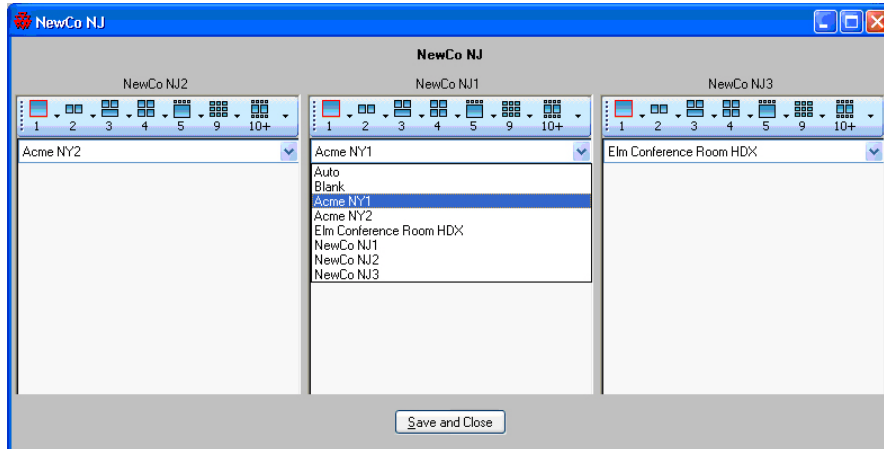 NewCo NJ
NewCo NJ
NewCo NJ2
NewCo NJ1
NewCo NJ3
1 2 3 4 5 9 10+
1 2 3 4 5 9 10+
1 2 3 4 5 9 10+
Acme NY2
Acme NY1
Elm Conference Room HDX
Auto
Blank
Acme NY1
Acme NY2
Elm Conference Room HDX
NewCo NJ1
NewCo NJ2
NewCo NJ3
Save and Close